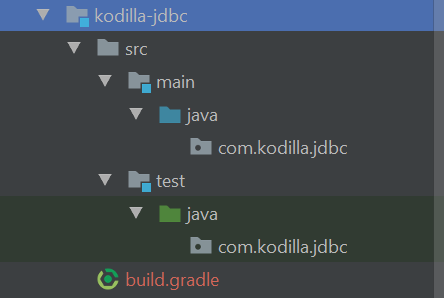 kodilla-jdbc
src
main
java
com.kodilla.jdbc
test
java
com.kodilla.jdbc
build.gradle